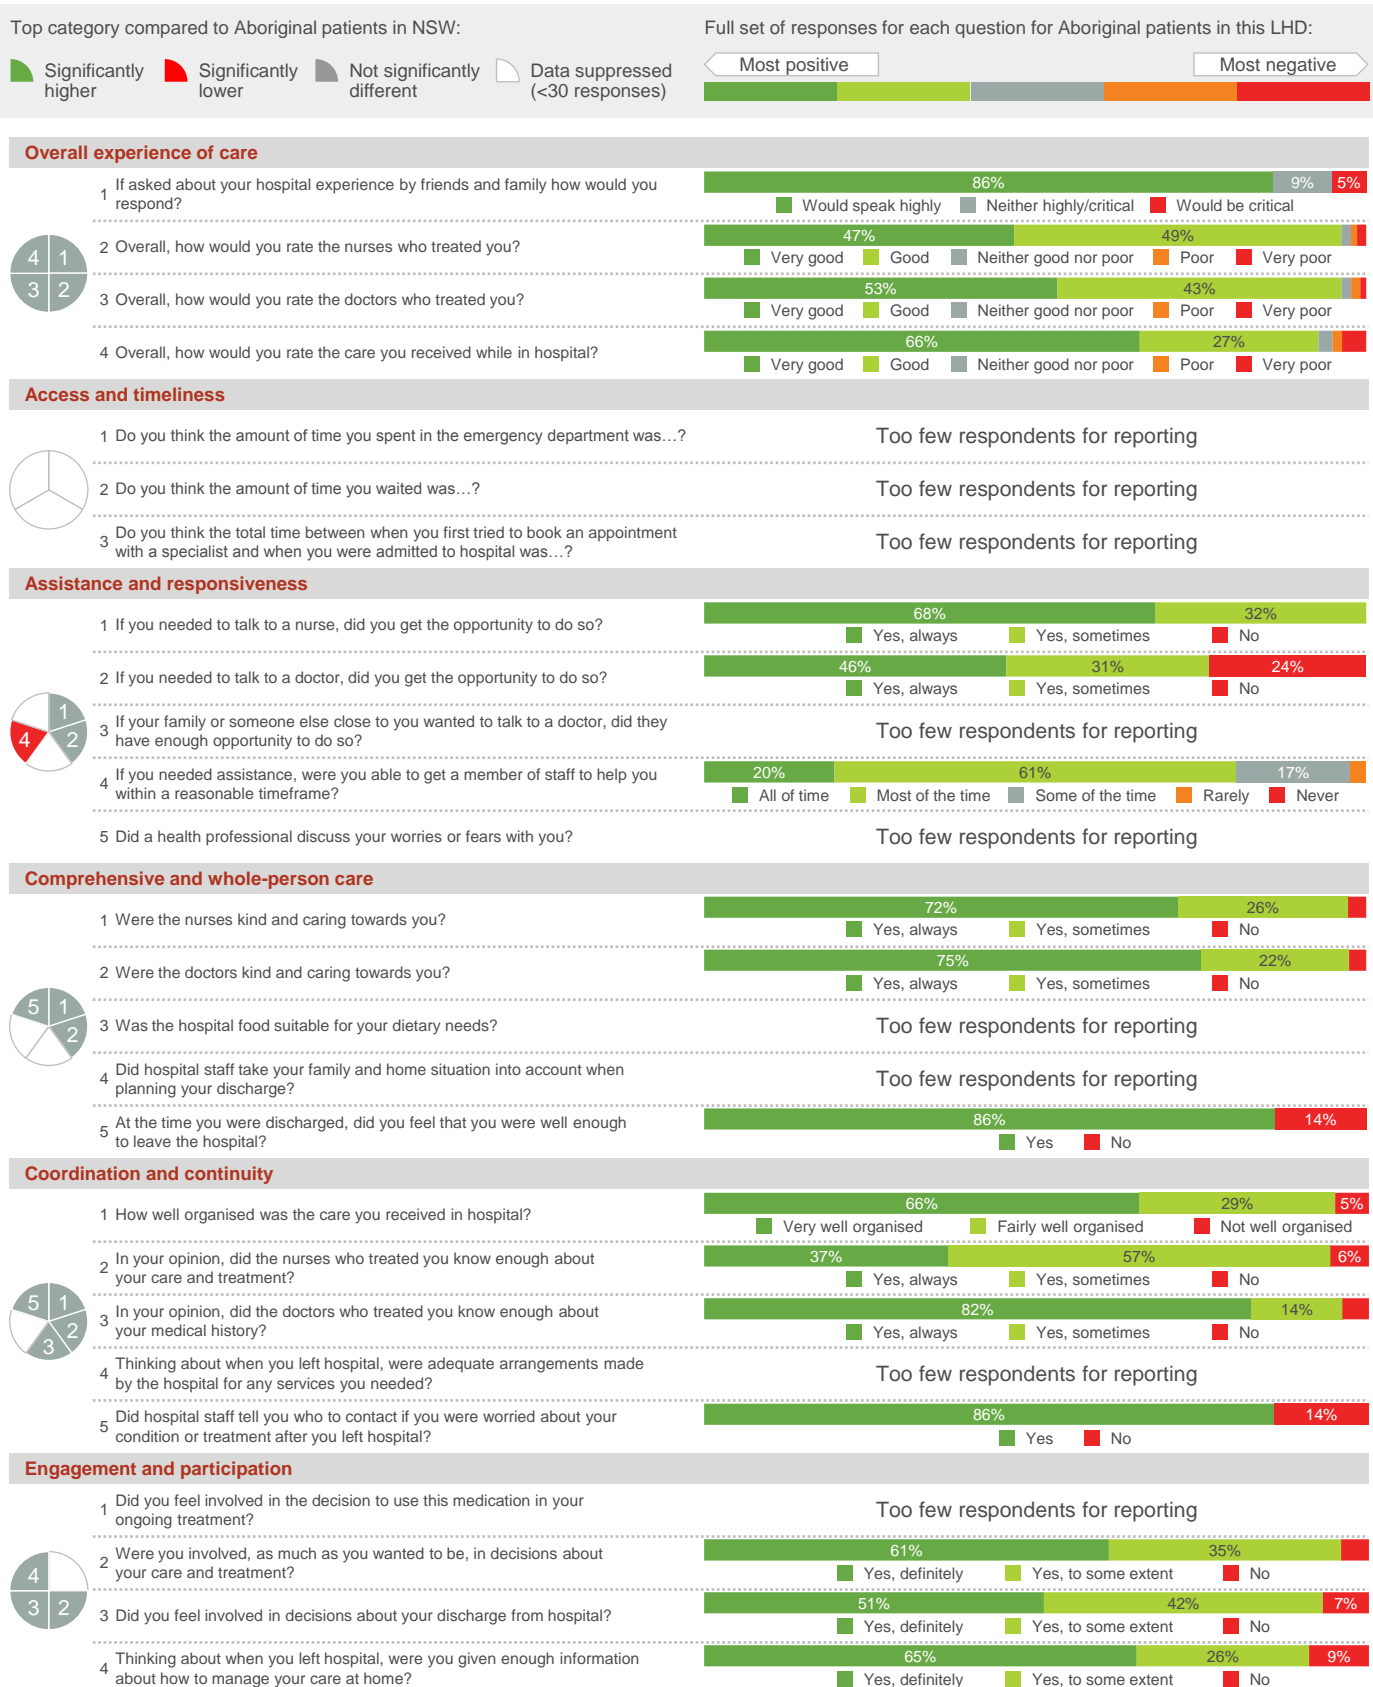 Top category compared to Aboriginal patients in NSW:
Significantly higher
Significantly lower
Not significantly different
Data suppressed (<30 responses)
Full set of responses for each question for Aboriginal patients in this LHD:
Most positive
Most negative
Overall experience of care
4 1
3 2
1 If asked about your hospital experience by friends and family how would you
respond?
86% 9% 5%
Would speak highly Neither highly/critical Would be critical
2 Overall, how would you rate the nurses who treated you?
47% 49%
Very good Good Neither good nor poor Poor Very poor
3 Overall, how would you rate the doctors who treated you?
53% 43%
Very good Good Neither good nor poor Poor Very poor
4 Overall, how would you rate the care you received while in hospital?
66% 27%
Very good Good Neither good nor poor Poor Very poor
Access and timeliness
1 Do you think the amount of time you spent in the emergency department was…?
Too few respondents for reporting
2 Do you think the amount of time you waited was…?
Too few respondents for reporting
3 Do you think the total time between when you first tried to book an appointment
with a specialist and when you were admitted to hospital was…?
Too few respondents for reporting
Assistance and responsiveness
1
4 2
1 If you needed to talk to a nurse, did you get the opportunity to do so?
68% 32%
Yes, always Yes, sometimes No
2 If you needed to talk to a doctor, did you get the opportunity to do so?
46% 31% 24%
Yes, always Yes, sometimes No
3 If your family or someone else close to you wanted to talk to a doctor, did they
have enough opportunity to do so?
Too few respondents for reporting
4 If you needed assistance, were you able to get a member of staff to help you
within a reasonable timeframe?
20% 61% 17%
All of time Most of the time Some of the time Rarely Never
5 Did a health professional discuss your worries or fears with you?
Too few respondents for reporting
Comprehensive and whole-person care
5 1
2
1 Were the nurses kind and caring towards you?
72% 26%
Yes, always Yes, sometimes No
2 Were the doctors kind and caring towards you?
75% 22%
Yes, always Yes, sometimes No
3 Was the hospital food suitable for your dietary needs?
Too few respondents for reporting
4 Did hospital staff take your family and home situation into account when
planning your discharge?
Too few respondents for reporting
5 At the time you were discharged, did you feel that you were well enough
to leave the hospital?
86% 14%
Yes No
Coordination and continuity
5 1
2
3
1 How well organised was the care you received in hospital?
66% 29% 5%
Very well organised Fairly well organised Not well organised
2 In your opinion, did the nurses who treated you know enough about
your care and treatment?
37% 57% 6%
Yes, always Yes, sometimes No
3 In your opinion, did the doctors who treated you know enough about
your medical history?
82% 14%
Yes, always Yes, sometimes No
4 Thinking about when you left hospital, were adequate arrangements made
by the hospital for any services you needed?
Too few respondents for reporting
5 Did hospital staff tell you who to contact if you were worried about your
condition or treatment after you left hospital?
86% 14%
Yes No
Engagement and participation
4
3 2
1 Did you feel involved in the decision to use this medication in your
ongoing treatment?
Too few respondents for reporting
2 Were you involved, as much as you wanted to be, in decisions about
your care and treatment?
61% 35%
Yes, definitely Yes, to some extent No
3 Did you feel involved in decisions about your discharge from hospital?
51% 42% 7%
Yes, definitely Yes, to some extent No
4 Thinking about when you left hospital, were you given enough information
about how to manage your care at home?
65% 26% 9%
Yes, definitely Yes, to some extent No